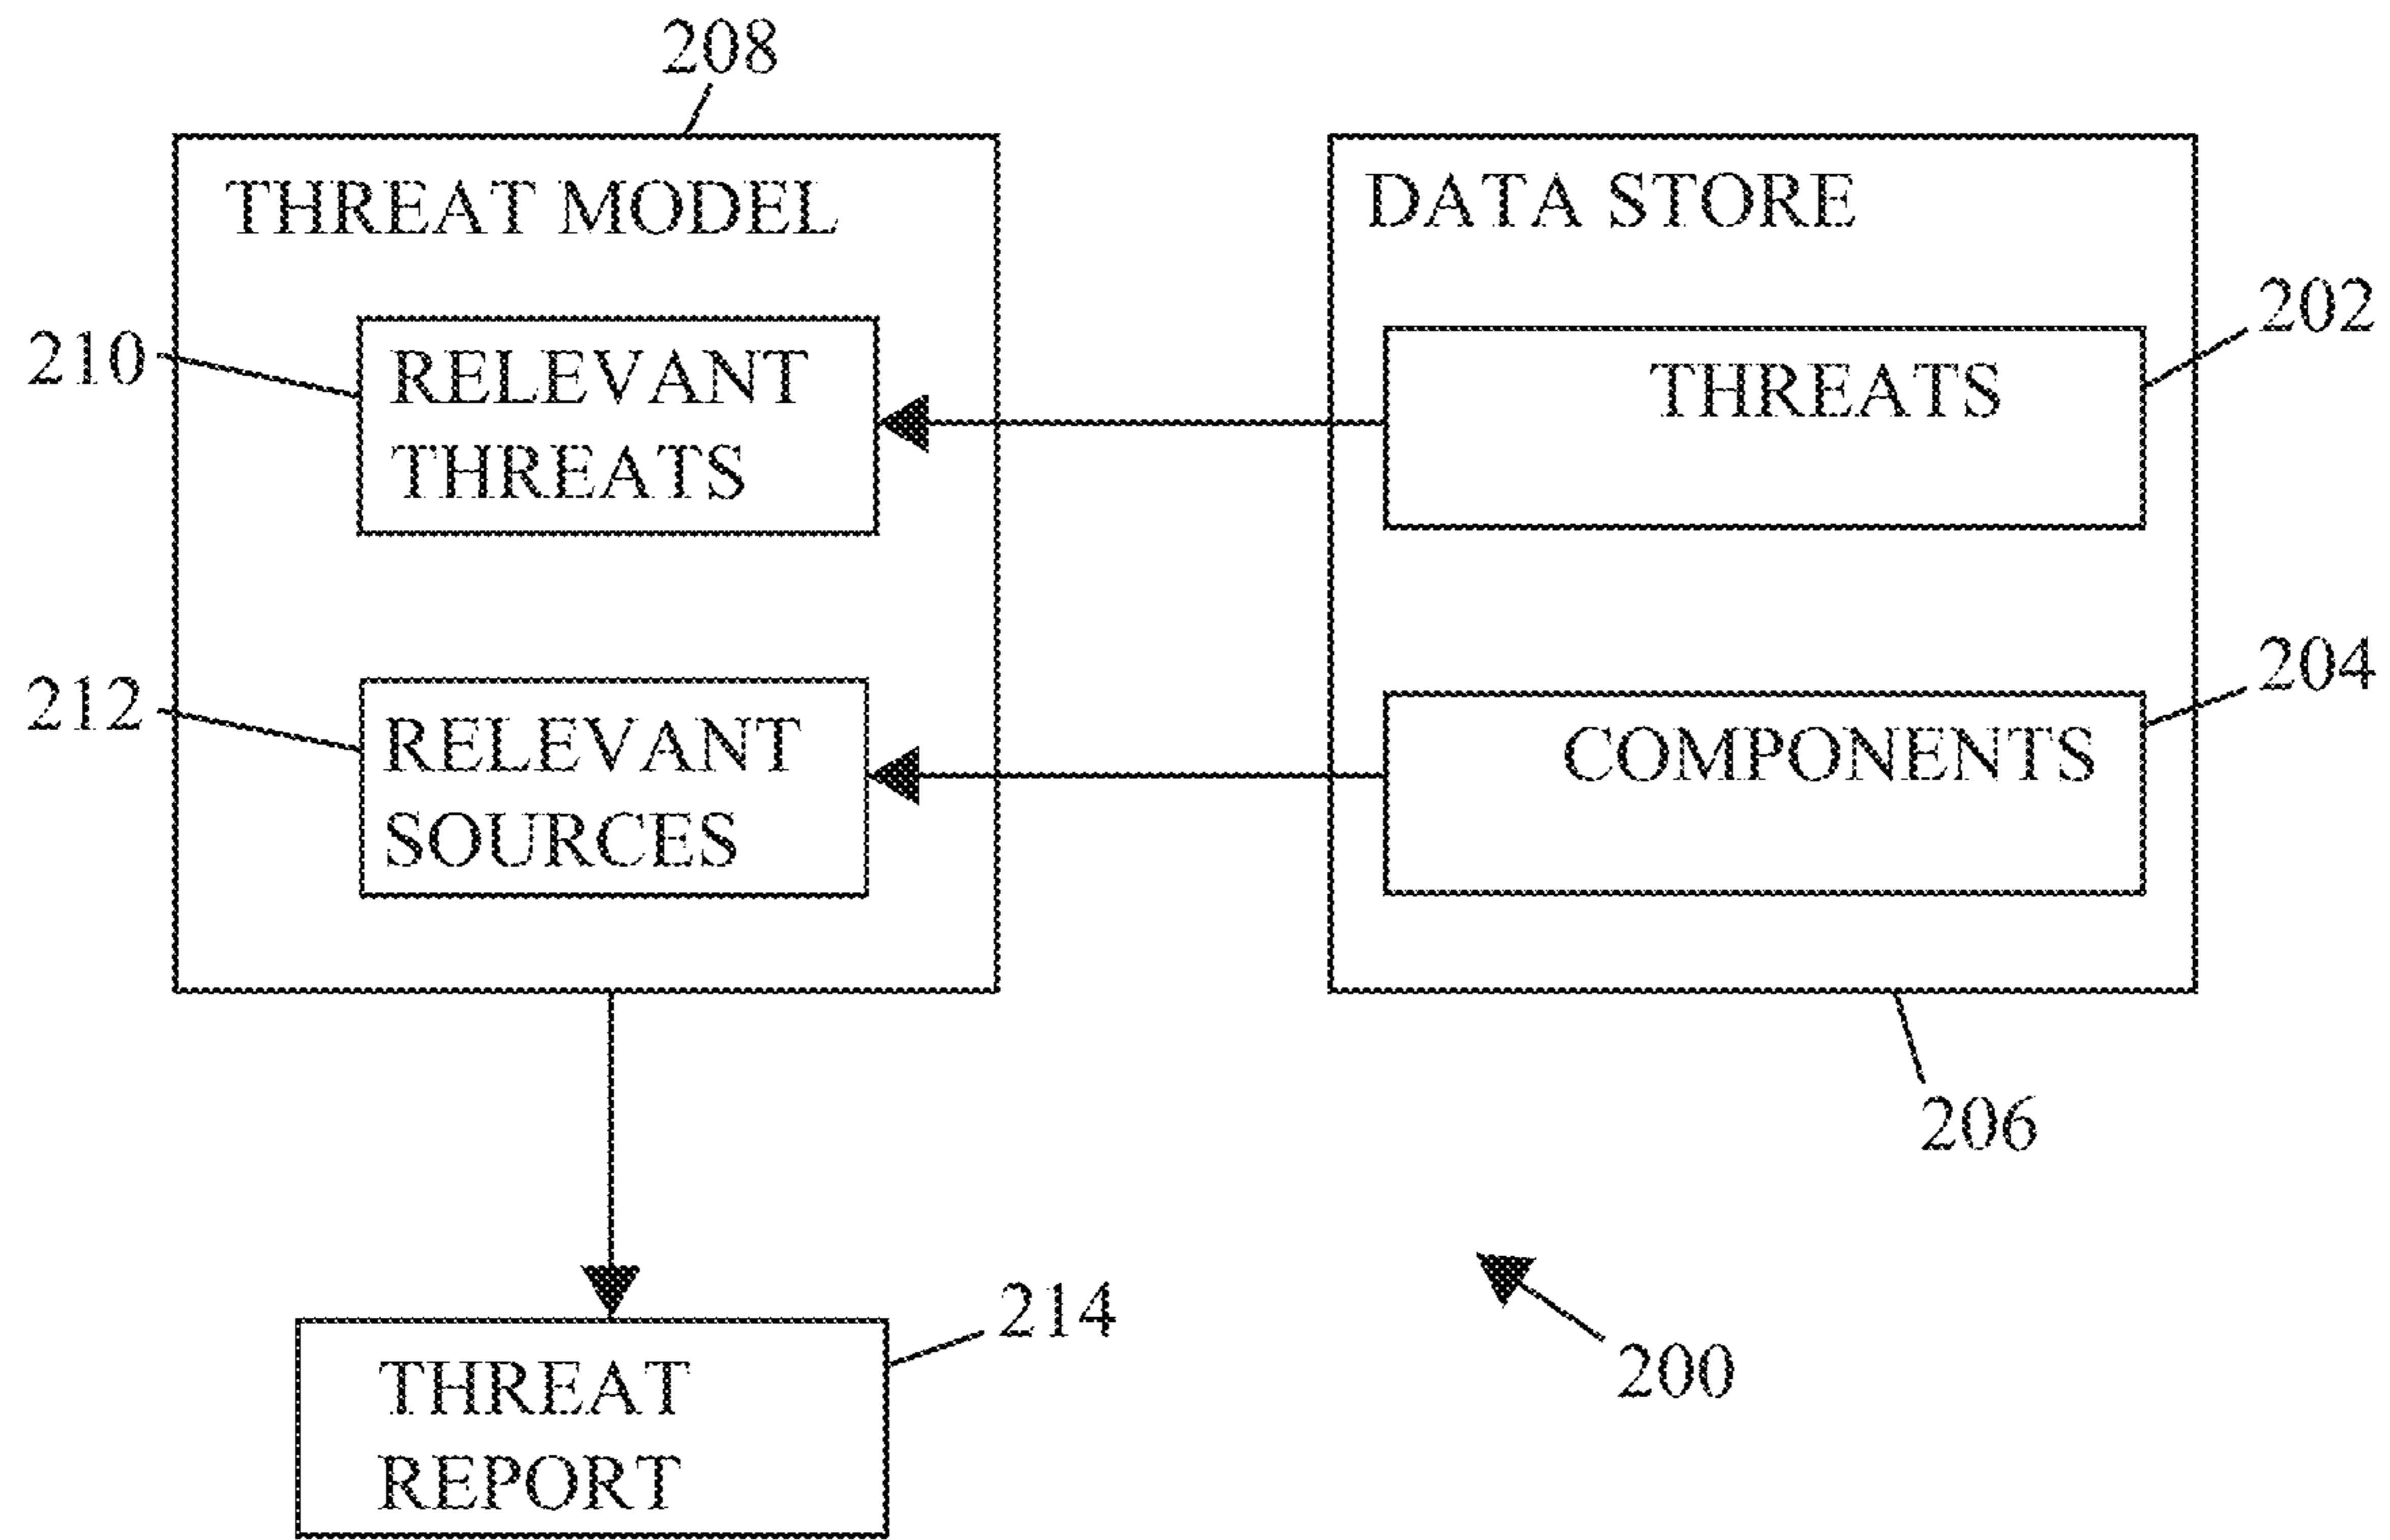 208
THREAT MODEL
DATA STORE
202
210
RELEVANT
THREATS
THREATS
204
212
RELEVANT
SOURCES
COMPONENTS
206
214
THREAT
REPORT
200